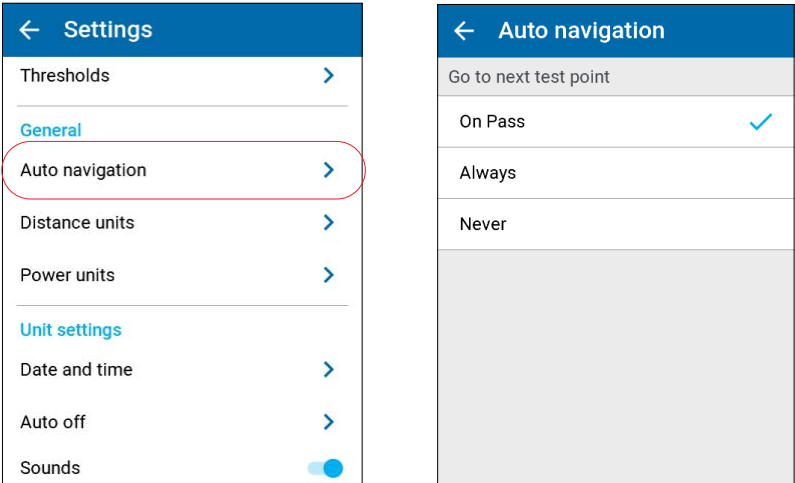 Settings
Thresholds
General
Auto navigation
Distance units
Power units
Unit settings
Date and time
Auto off
Sounds
Auto navigation
Go to next test point
On Pass
Always
Never